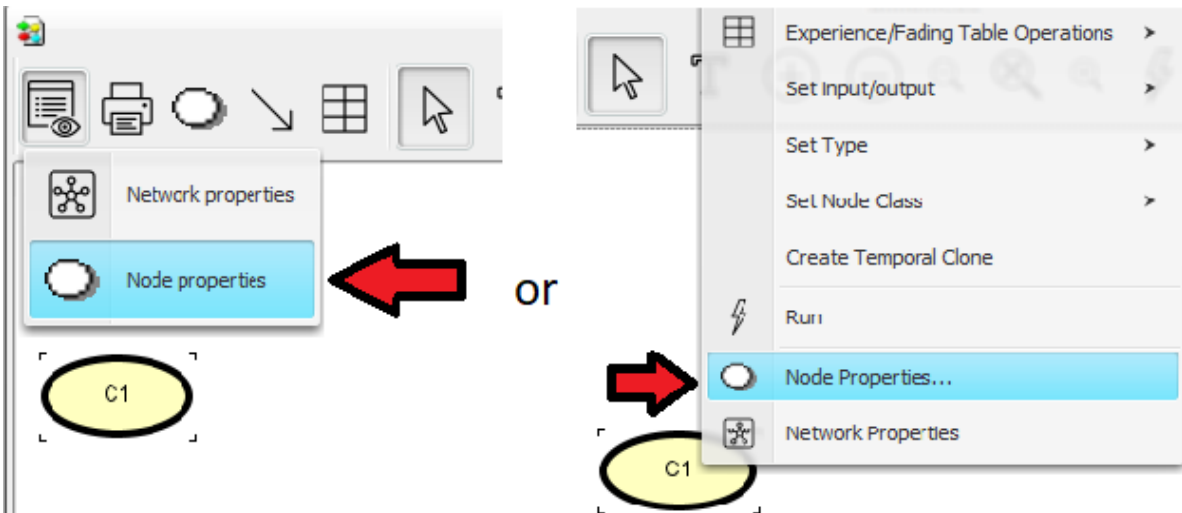 Network properties
Node properties
C1
or
Experience/Fading Table Operations
Set Input/output
Set Type
Set Node Class
Create Temporal Clone
Run
Node Properties...
Network Properties
C1